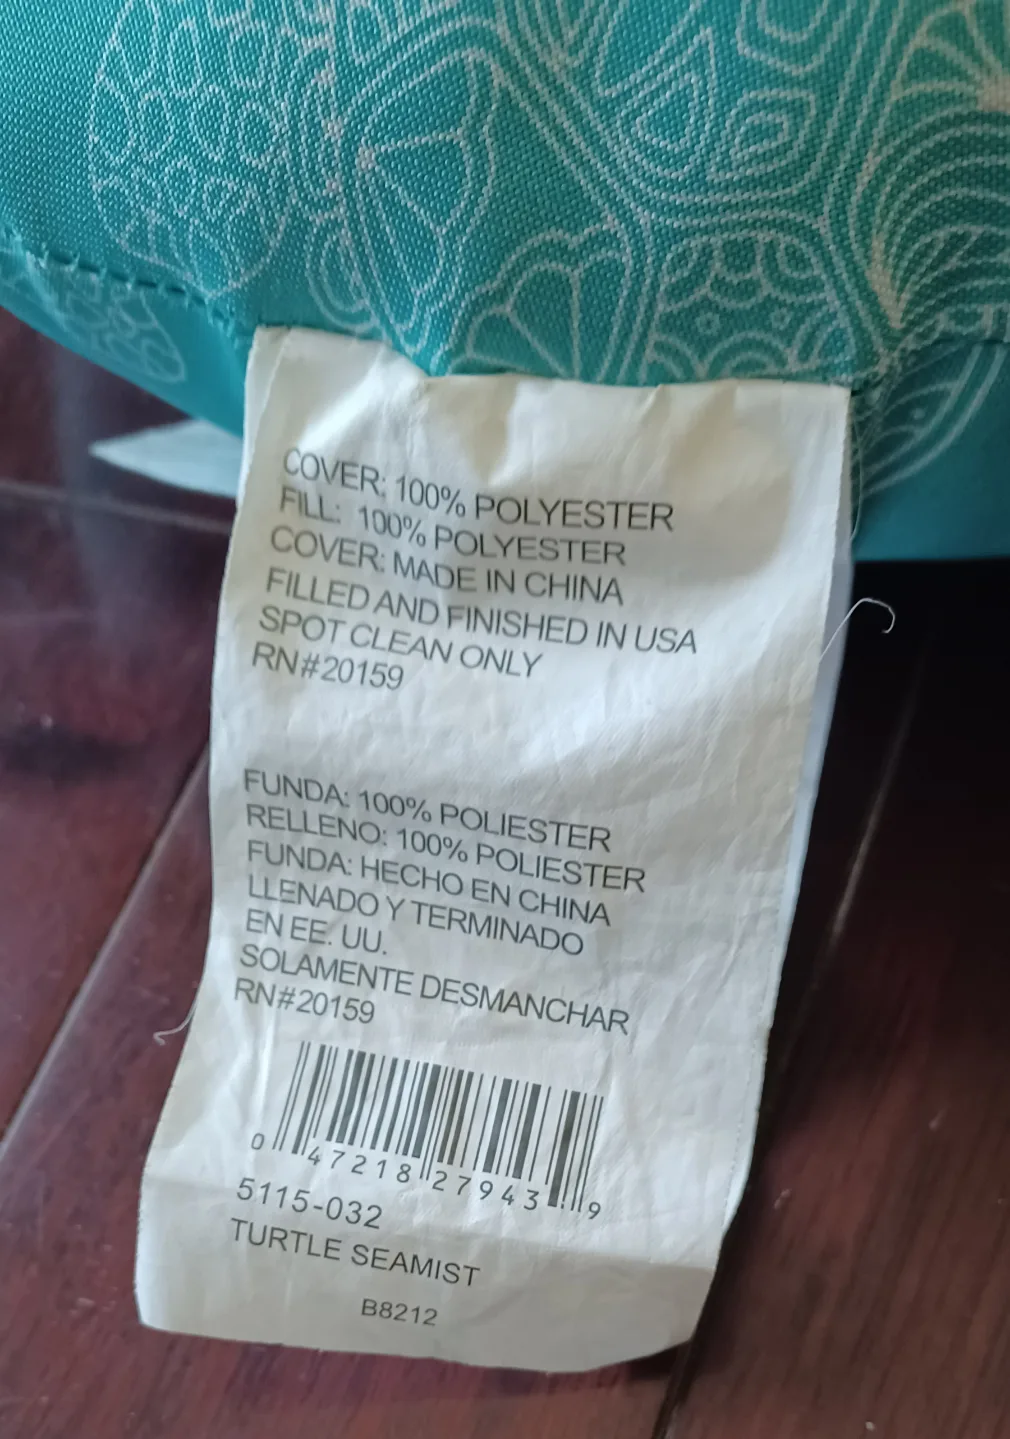 COVER: 100% POLYESTER
FILL: 100% POLYESTER
COVER: MADE IN CHINA
FILLED AND FINISHED IN USA
SPOT CLEAN ONLY
RN#20159
FUNDA: 100% POLIESTER
RELLENO: 100% POLIESTER
FUNDA: HECHO EN CHINA
LLENADO Y TERMINADO
EN EE. UU.
SOLAMENTE DESMANCHAR
RN#20159
0 47218 27943 9
5115-032
TURTLE SEAMIST
B8212